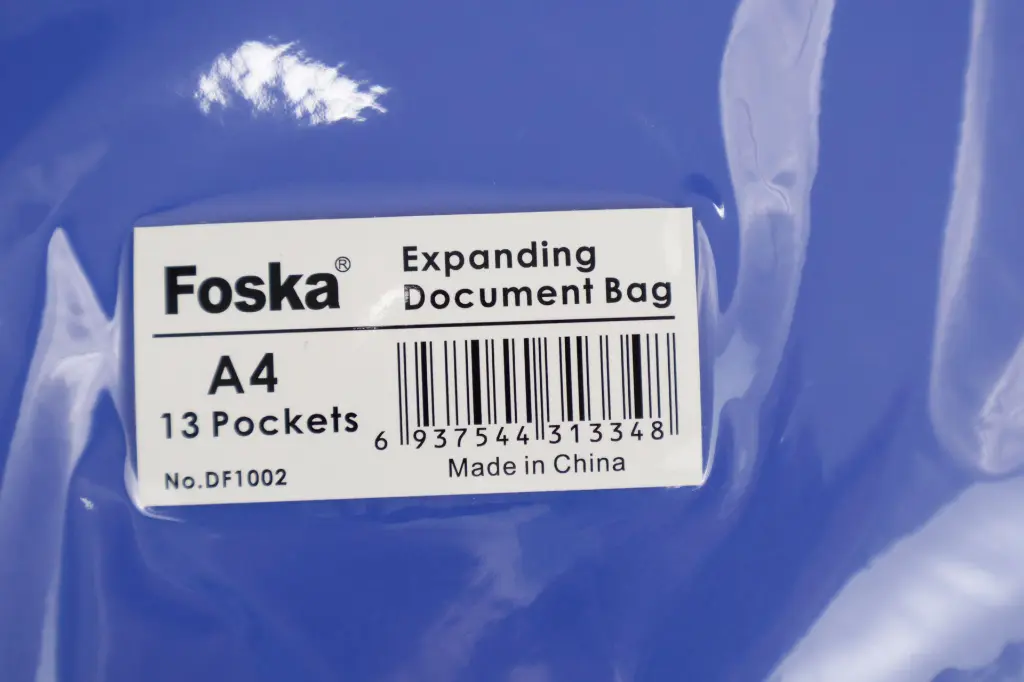 Foska®
Expanding
Document Bag
A4
13 Pockets
No.DF1002
6 937544 313348
Made in China